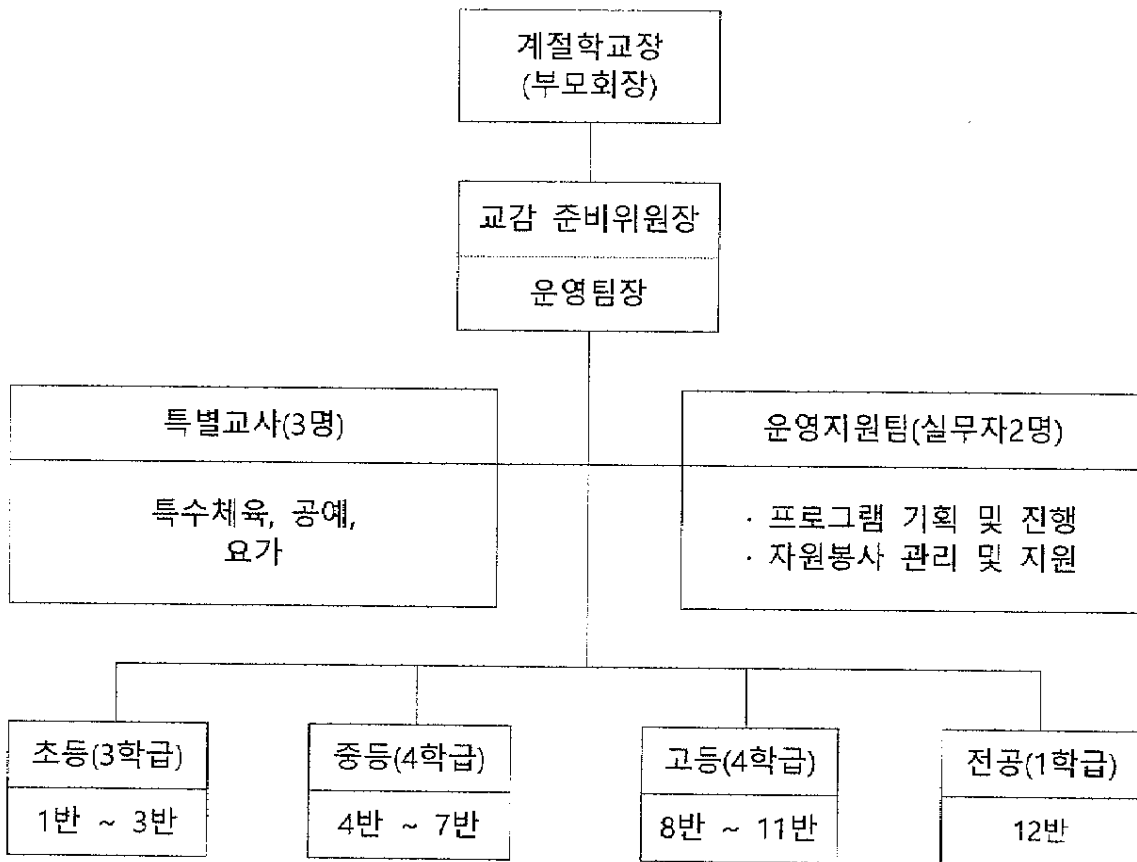 계절학교장
(부모회장)
교감 준비위원장
운영팀장
특별교사(3명)
특수체육, 공예,
요가
운영지원팀(실무자2명)
· 프로그램 기획 및 진행
· 자원봉사 관리 및 지원
초등(3학급)
1반 ~ 3반
중등(4학급)
4반 ~ 7반
고등(4학급)
8반 ~ 11반
전공(1학급)
12반